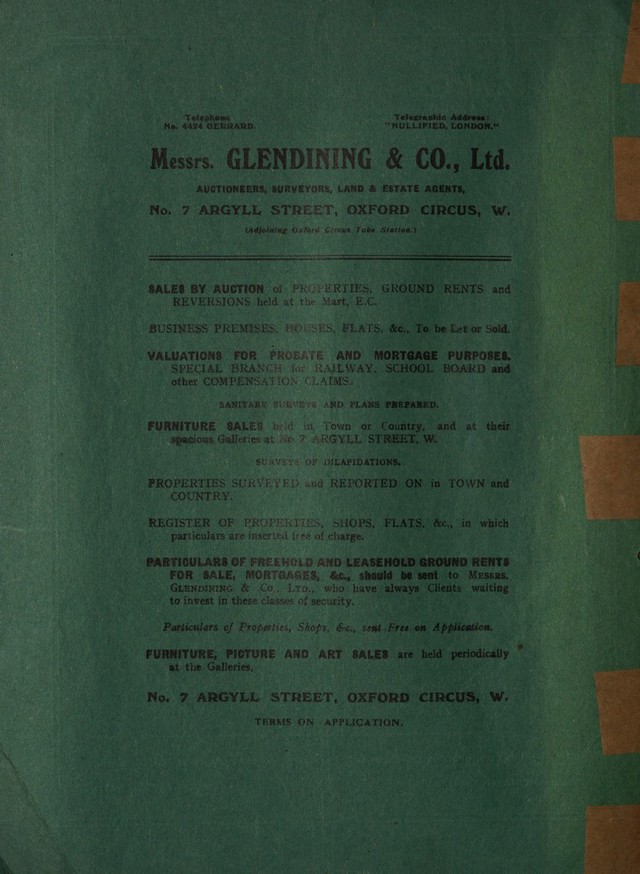 Telephone
No. 4424 GERRARD.
Telegraphic Address:
"NULLIFIED, LONDON."
Messrs. GLENDINING & CO., Ltd.
AUCTIONEERS, SURVEYORS, LAND & ESTATE AGENTS,
No. 7 ARGYLL STREET, OXFORD CIRCUS, W.
(Adjoining Oxford Circus Tube Station.)
SALES BY AUCTION of PROPERTIES, GROUND RENTS and
REVERSIONS held at the Mart, E.C.
BUSINESS PREMISES, HOUSES, FLATS, &c., To be Let or Sold.
VALUATIONS FOR PROBATE AND MORTGAGE PURPOSES.
SPECIAL BRANCH for RAILWAY, SCHOOL BOARD and
other COMPENSATION CLAIMS.
SANITARY SURVEYS AND PLANS PREPARED.
FURNITURE SALES held in Town or Country, and at their
spacious Galleries at No 7 ARGYLL STREET, W.
SURVEYS OF DILAPIDATIONS.
PROPERTIES SURVEYED and REPORTED ON in TOWN and
COUNTRY.
REGISTER OF PROPERTIES, SHOPS, FLATS, &c., in which
particulars are inserted free of charge.
PARTICULARS OF FREEHOLD AND LEASEHOLD GROUND RENTS
FOR SALE, MORTGAGES, &c., should be sent to MESSRS.
GLENDINING & Co., LTD., who have always Clients waiting
to invest in these classes of security.
Particulars of Properties, Shops, &c., sent Free on Application.
FURNITURE, PICTURE AND ART SALES are held periodically
at the Galleries,
No. 7 ARGYLL STREET, OXFORD CIRCUS, W.
TERMS ON APPLICATION.